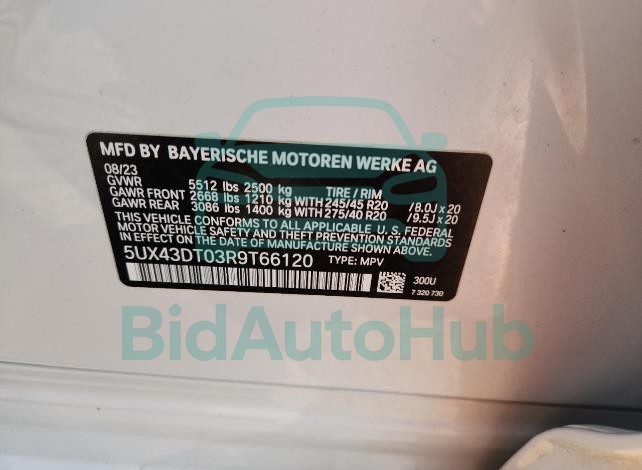 MFD BY BAYERISCHE MOTOREN WERKE AG
08/23
GVWR 5512 lbs 2500 kg TIRE / RIM
GAWR FRONT 2668 lbs 1210 kg WITH 245/45 R20 /8.0J x 20
GAWR REAR 3086 lbs 1400 kg WITH 275/40 R20 /9.5J x 20
THIS VEHICLE CONFORMS TO ALL APPLICABLE U.S. FEDERAL
MOTOR VEHICLE SAFETY, BUMPER, AND THEFT PREVENTION
STANDARDS IN EFFECT ON THE DATE OF MANUFACTURE SHOWN ABOVE.
5UX43DT03R9T66120 TYPE: MPV
300U
7 320 730
BidAutoHub